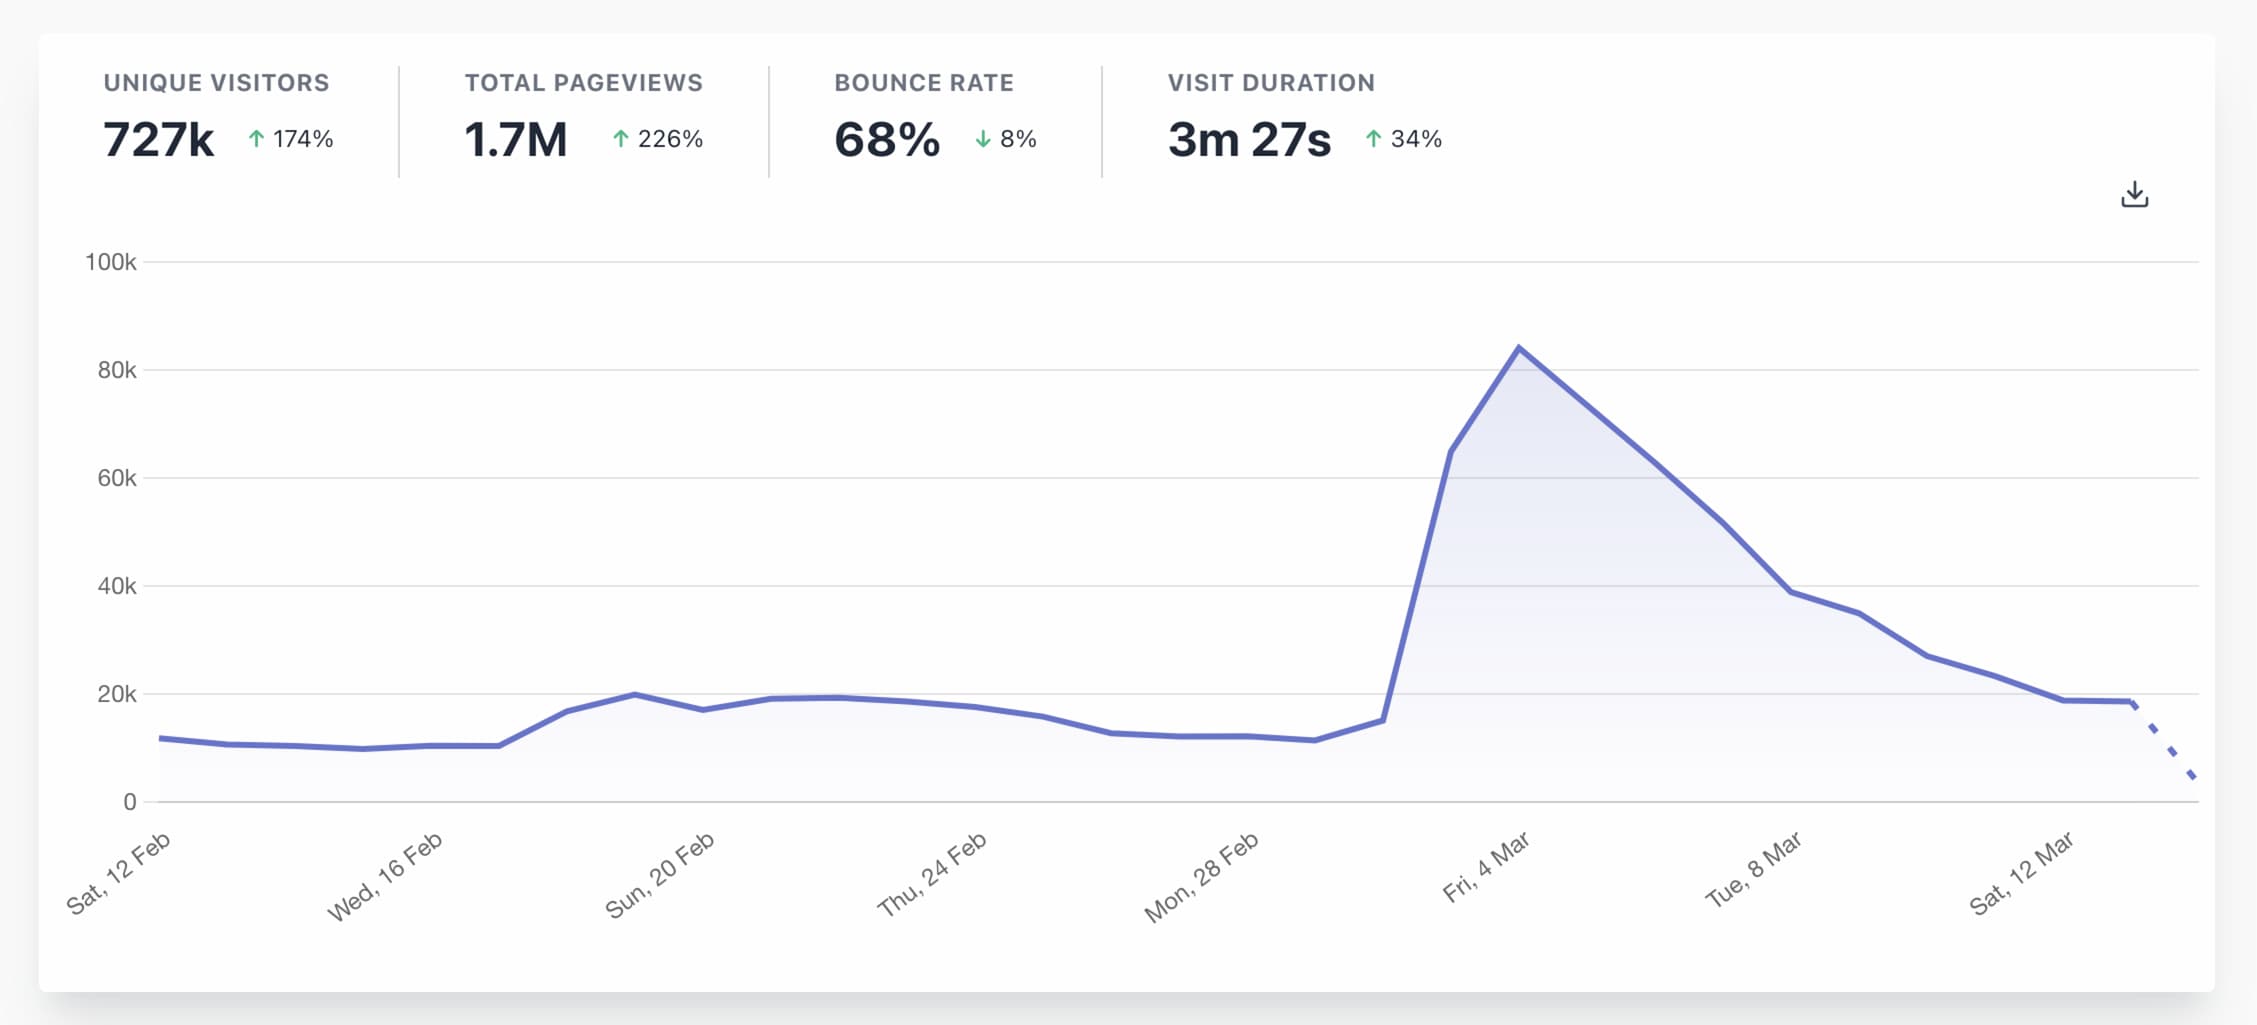 UNIQUE VISITORS
727k ↑ 174%
TOTAL PAGEVIEWS
1.7M ↑ 226%
BOUNCE RATE
68% ↓ 8%
VISIT DURATION
3m 27s ↑ 34%
100k
80k
60k
40k
20k
0
Sat, 12 Feb
Wed, 16 Feb
Sun, 20 Feb
Thu, 24 Feb
Mon, 28 Feb
Fri, 4 Mar
Tue, 8 Mar
Sat, 12 Mar